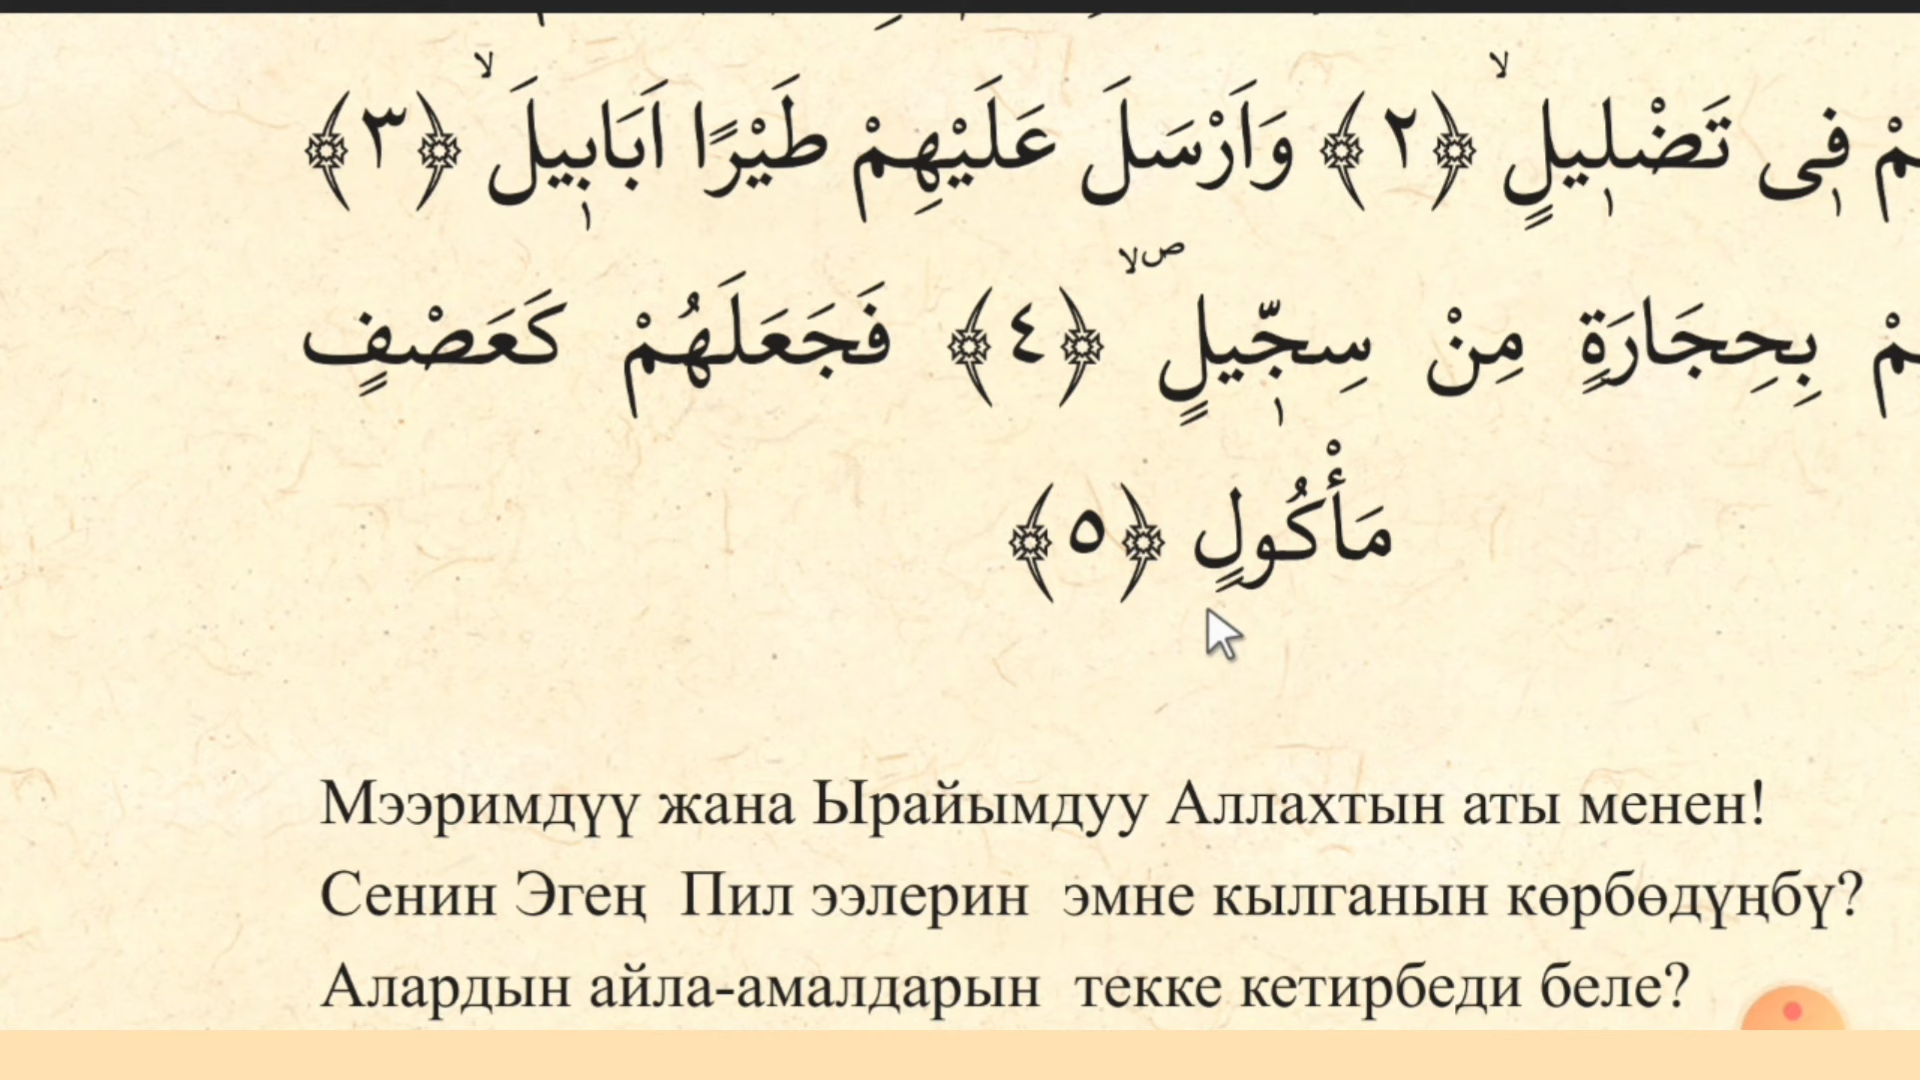 فٖى تَضْلٖيلٍۙ ﴿٢﴾ وَاَرْسَلَ عَلَيْهِمْ طَيْرًا اَبَابٖيلَۙ ﴿٣﴾
بِحِجَارَةٍ مِنْ سِجّٖيلٍۙۖ ﴿٤﴾ فَجَعَلَهُمْ كَعَصْفٍ
مَأْكُولٍ ﴿٥﴾
Мээримдүү жана Ырайымдуу Аллахтын аты менен!
Сенин Эгең Пил ээлерин эмне кылганын көрбөдүңбү?
Алардын айла-амалдарын текке кетирбеди беле?